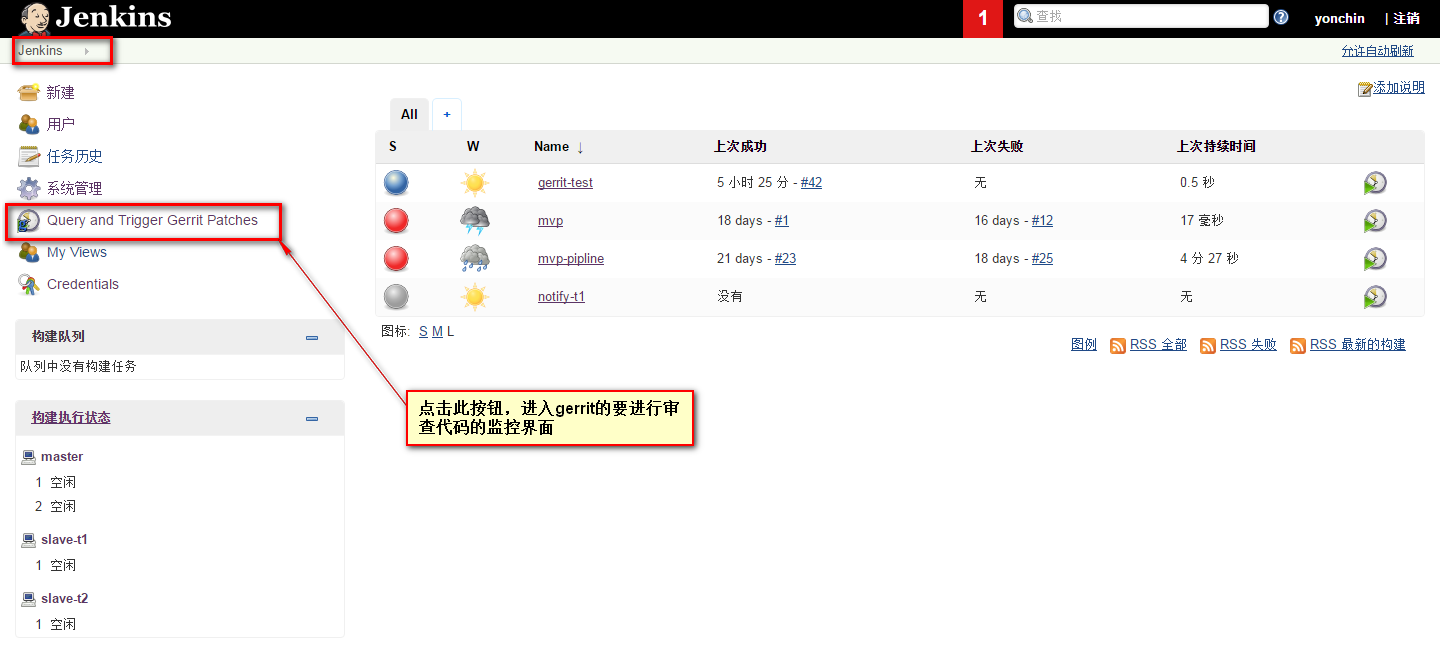 Jenkins
1
查找
yonchin | 注销
Jenkins
允许自动刷新
添加说明
新建
用户
任务历史
系统管理
Query and Trigger Gerrit Patches
My Views
Credentials
All +
S W Name ↓ 上次成功 上次失败 上次持续时间
gerrit-test 5 小时 25 分 - #42 无 0.5 秒
mvp 18 days - #1 16 days - #12 17 毫秒
mvp-pipline 21 days - #23 18 days - #25 4 分 27 秒
notify-t1 没有 无 无
图标: S M L
图例 RSS 全部 RSS 失败 RSS 最新的构建
构建队列
队列中没有构建任务
构建执行状态
master
1 空闲
2 空闲
slave-t1
1 空闲
slave-t2
1 空闲
点击此按钮，进入gerrit的要进行审
查代码的监控界面